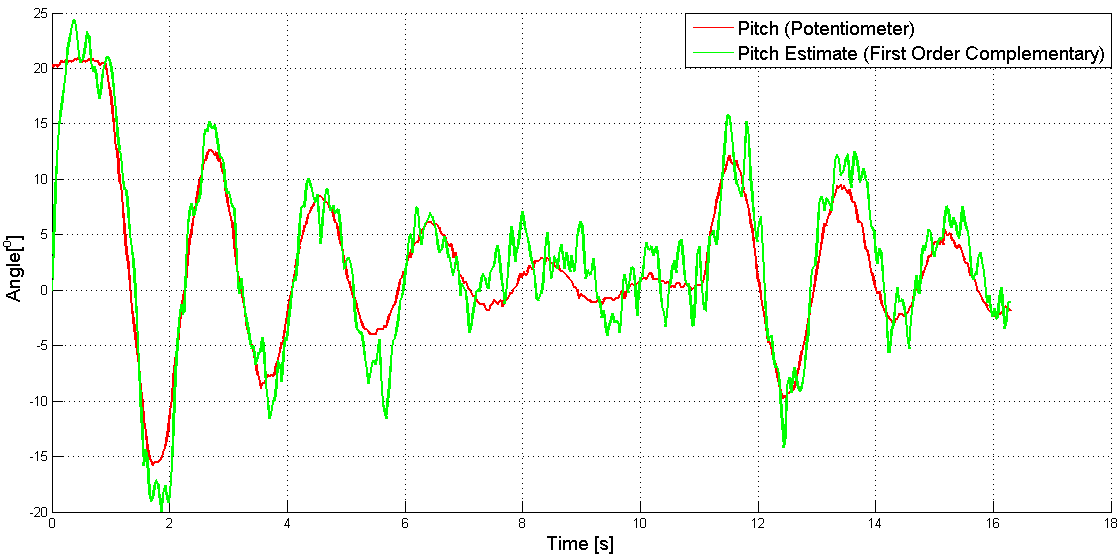 Pitch (Potentiometer)
Pitch Estimate (First Order Complementary)
25
20
15
10
5
0
-5
-10
-15
-20
Angle[°]
0 2 4 6 8 10 12 14 16 18
Time [s]